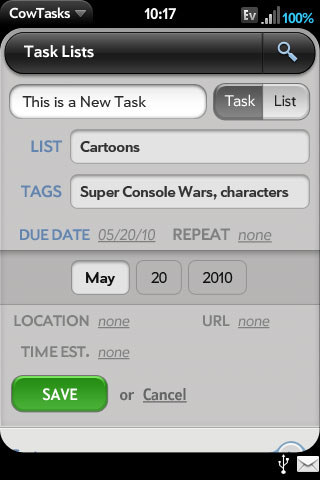 CowTasks 10:17 Ev 100%
Task Lists
This is a New Task Task List
LIST Cartoons
TAGS Super Console Wars, characters
DUE DATE 05/20/10 REPEAT none
May 20 2010
LOCATION none URL none
TIME EST. none
SAVE or Cancel